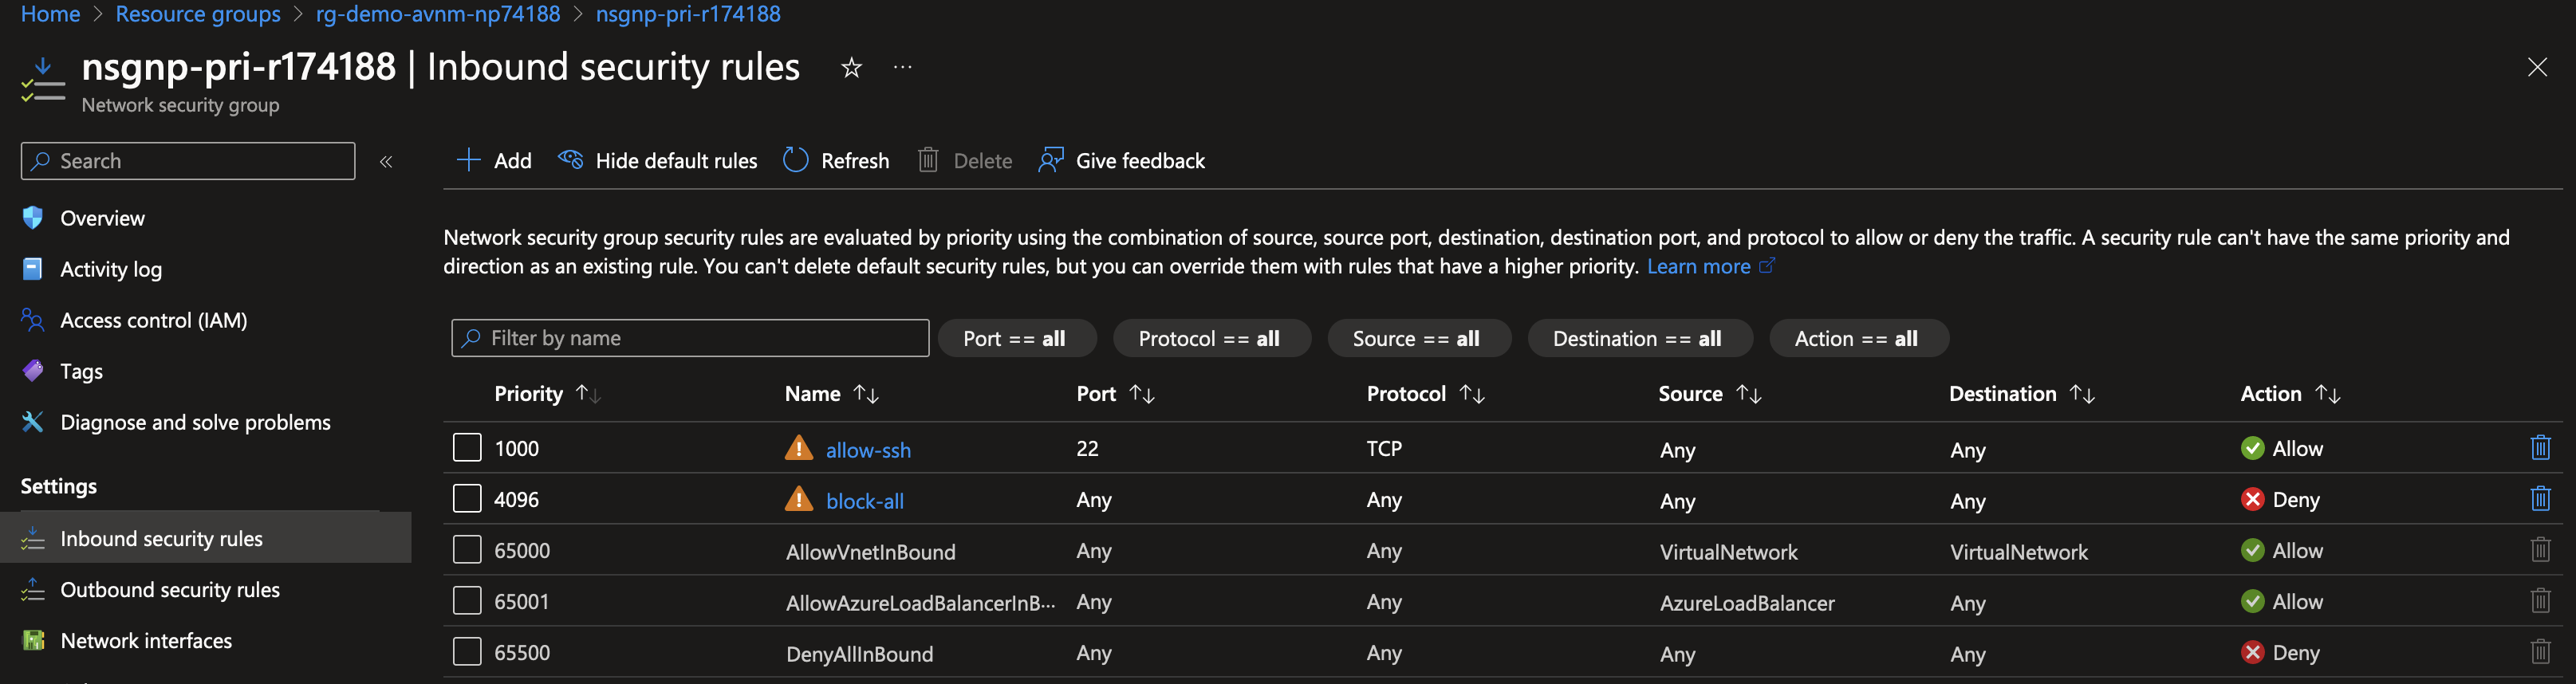 Home > Resource groups > rg-demo-avnm-np74188 > nsgnp-pri-r174188
nsgnp-pri-r174188 | Inbound security rules
Network security group
Search
Overview
Activity log
Access control (IAM)
Tags
Diagnose and solve problems
Settings
Inbound security rules
Outbound security rules
Network interfaces
Add Hide default rules Refresh Delete Give feedback
Network security group security rules are evaluated by priority using the combination of source, source port, destination, destination port, and protocol to allow or deny the traffic. A security rule can't have the same priority and
direction as an existing rule. You can't delete default security rules, but you can override them with rules that have a higher priority. Learn more
Filter by name Port == all Protocol == all Source == all Destination == all Action == all
Priority Name Port Protocol Source Destination Action
1000 allow-ssh 22 TCP Any Any Allow
4096 block-all Any Any Any Any Deny
65000 AllowVnetInBound Any Any VirtualNetwork VirtualNetwork Allow
65001 AllowAzureLoadBalancerInB... Any Any AzureLoadBalancer Any Allow
65500 DenyAllInBound Any Any Any Any Deny